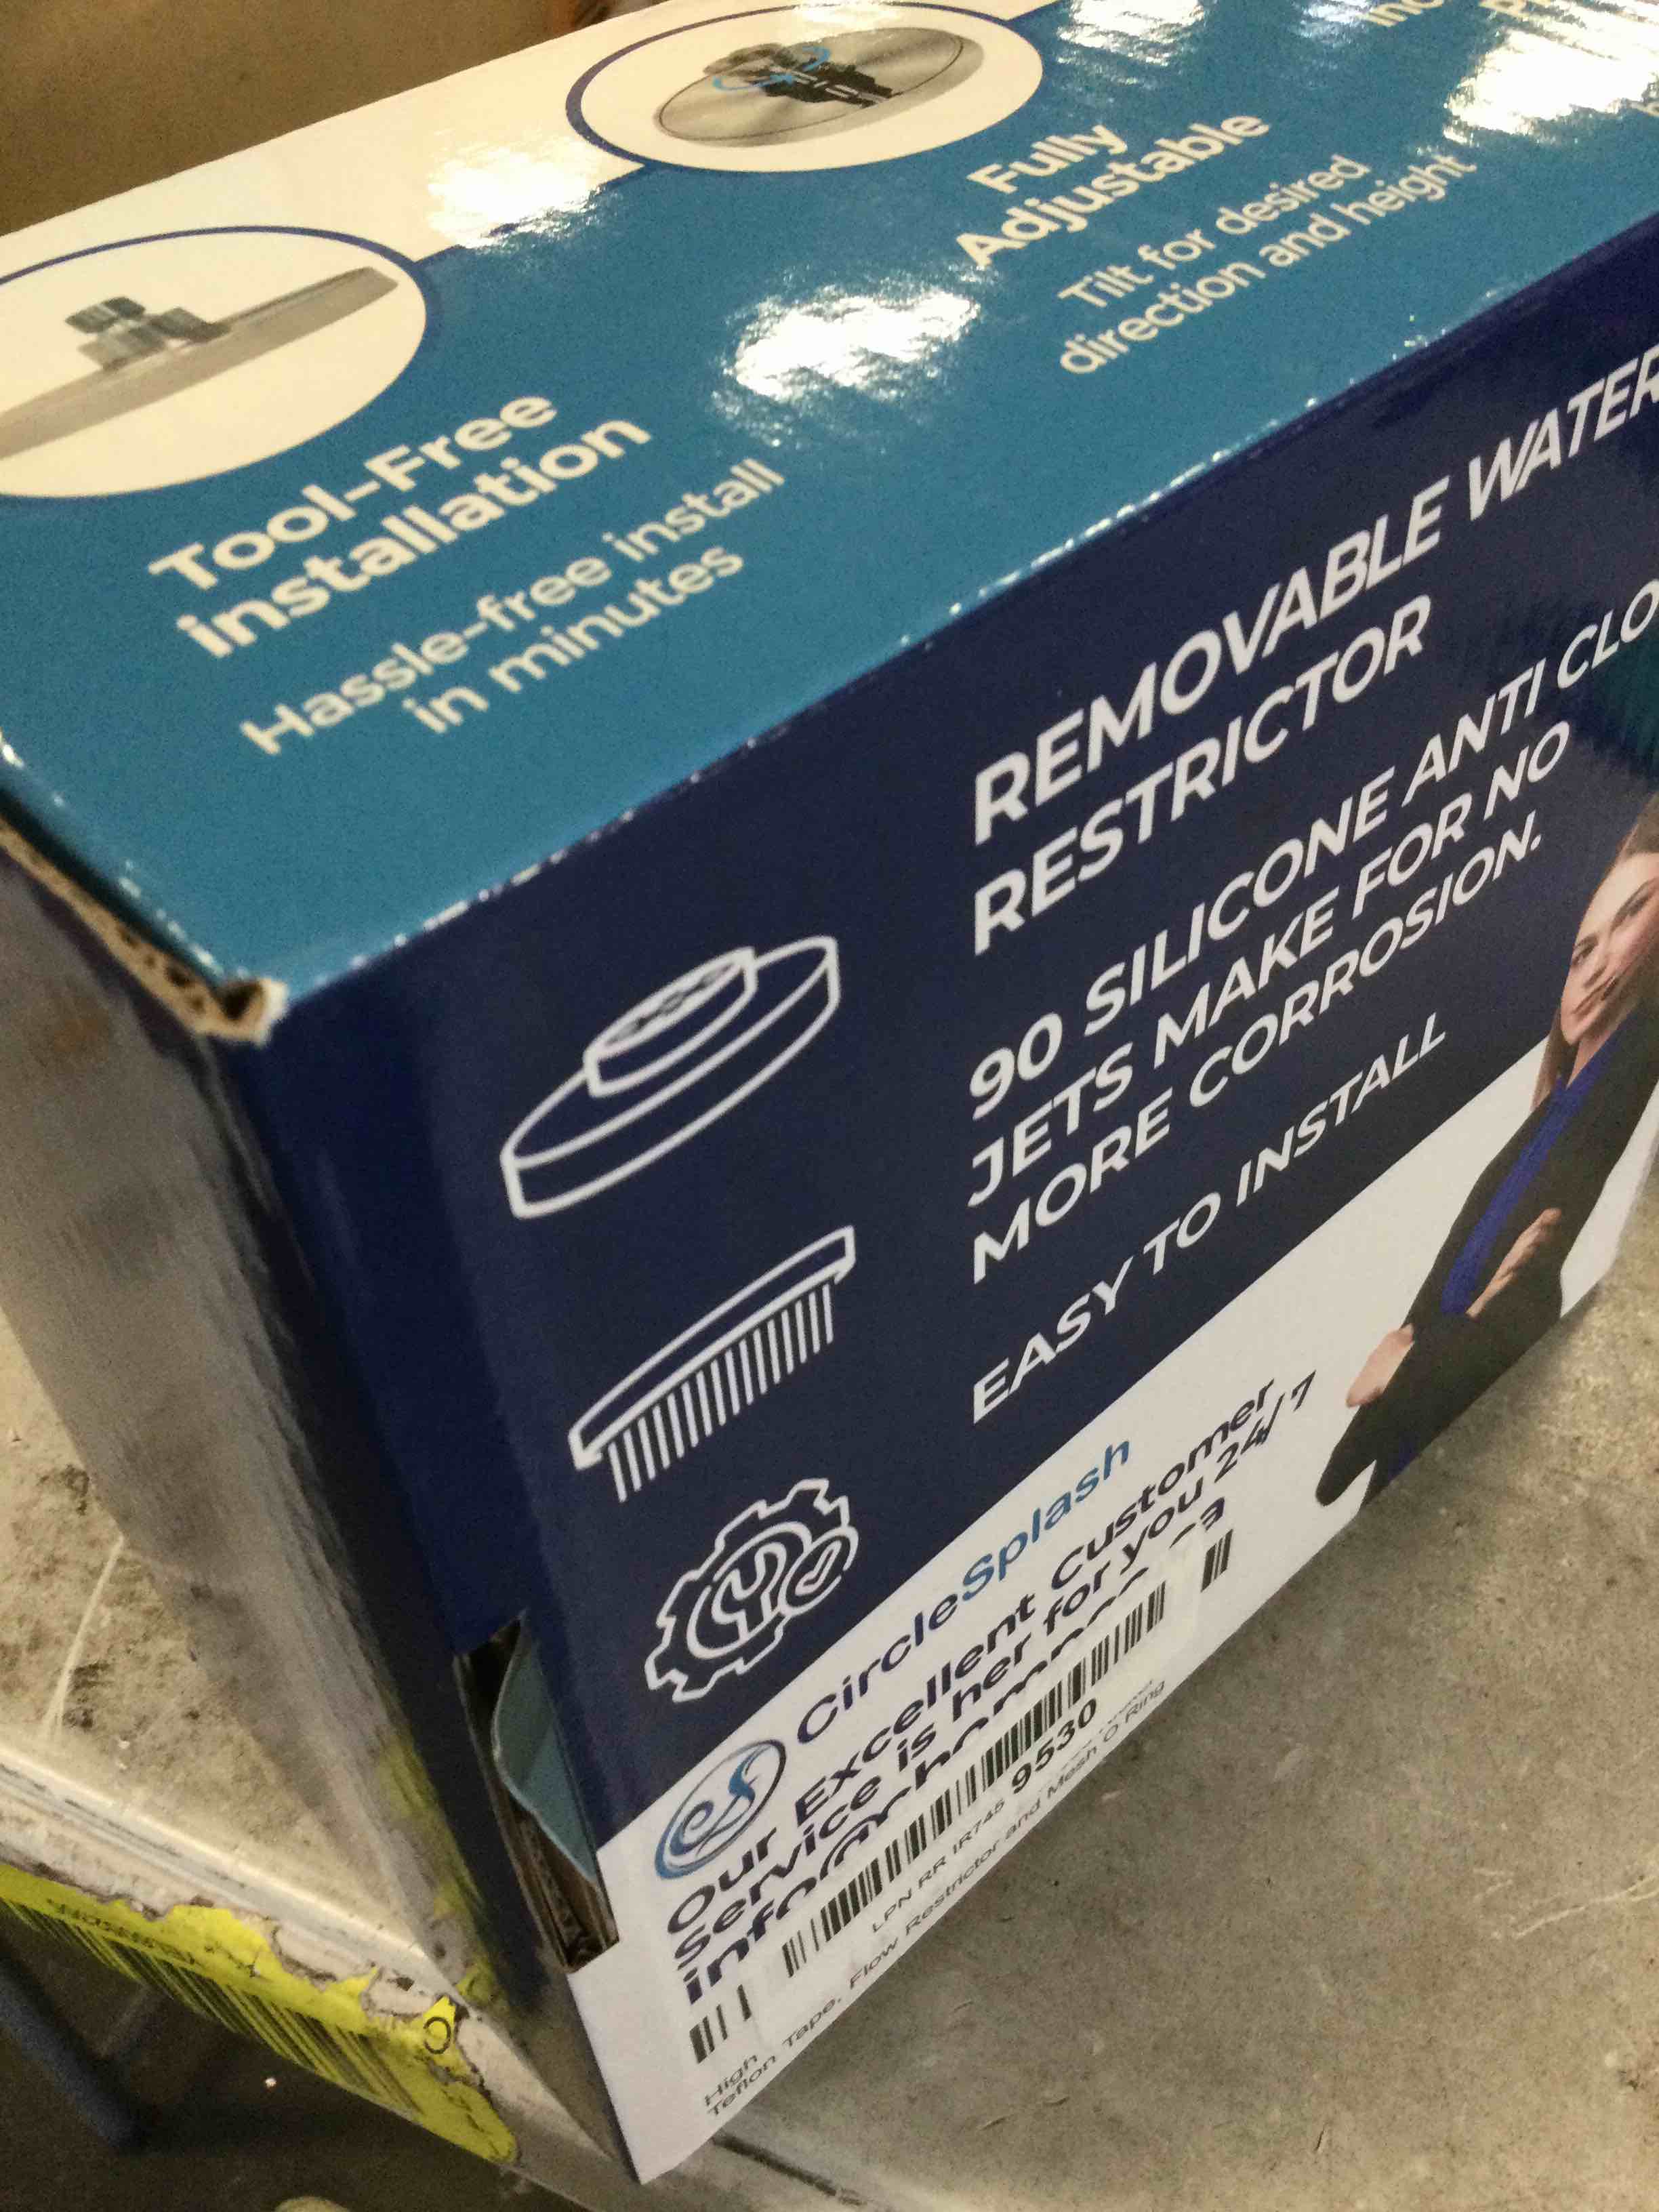 Tool-Free
installation
Hassle-free install
in minutes
Fully
Adjustable
Tilt for desired
direction and height
REMOVABLE WATER
RESTRICTOR
90 SILICONE ANTI CLO
JETS MAKE FOR NO
MORE CORROSION.
EASY TO INSTALL
CircleSplash
Our Excellent Customer
service is her for you 24/7
LPN RR 1R745 9530
High
Teflon Tape, Flow Restrictor and Mesh O Ring